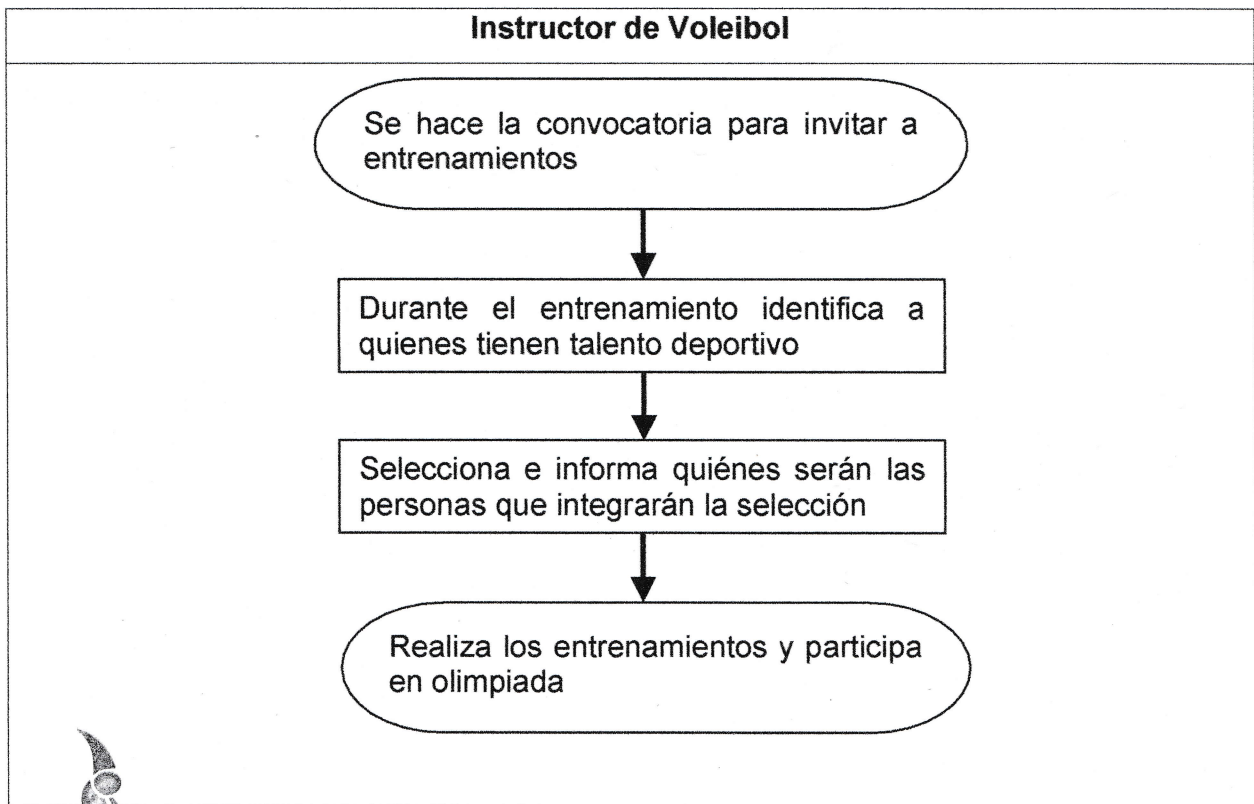 Instructor de Voleibol
Se hace la convocatoria para invitar a
entrenamientos
Durante el entrenamiento identifica a
quienes tienen talento deportivo
Selecciona e informa quiénes serán las
personas que integrarán la selección
Realiza los entrenamientos y participa
en olimpiada